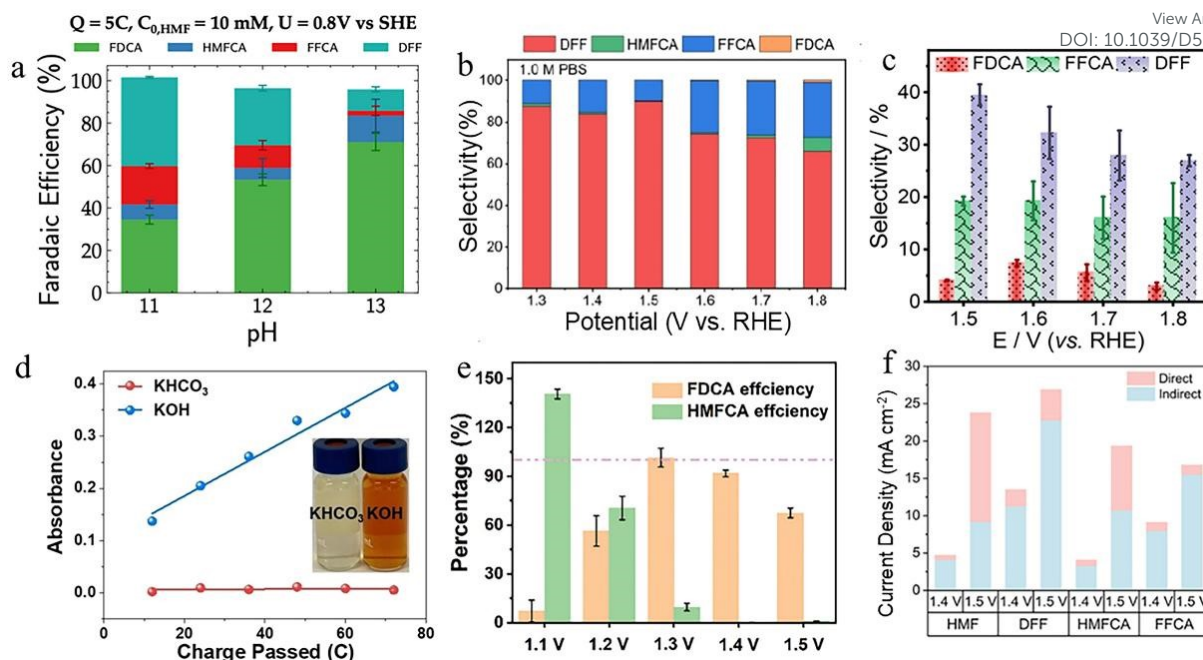 View A
DOI: 10.1039/D5
a
Q = 5C, C0,HMF = 10 mM, U = 0.8V vs SHE
FDCA HMFCA FFCA DFF
Faradaic Efficiency (%)
100
80
60
40
20
0
11 12 13
pH
b
DFF HMFCA FFCA FDCA
1.0 M PBS
Selectivity(%)
100
80
60
40
20
0
1.3 1.4 1.5 1.6 1.7 1.8
Potential (V vs. RHE)
c
FDCA FFCA DFF
Selectivity / %
40
30
20
10
0
1.5 1.6 1.7 1.8
E / V (vs. RHE)
d
KHCO3
KOH
Absorbance
0.4
0.3
0.2
0.1
0.0
KHCO3 KOH
0 20 40 60 80
Charge Passed (C)
e
FDCA effciency
HMFCA effciency
Percentage (%)
150
120
90
60
30
0
1.1 V 1.2 V 1.3 V 1.4 V 1.5 V
f
Direct
Indirect
Current Density (mA cm-2)
30
25
20
15
10
5
0
1.4 V 1.5 V 1.4 V 1.5 V 1.4 V 1.5 V 1.4 V 1.5 V
HMF DFF HMFCA FFCA